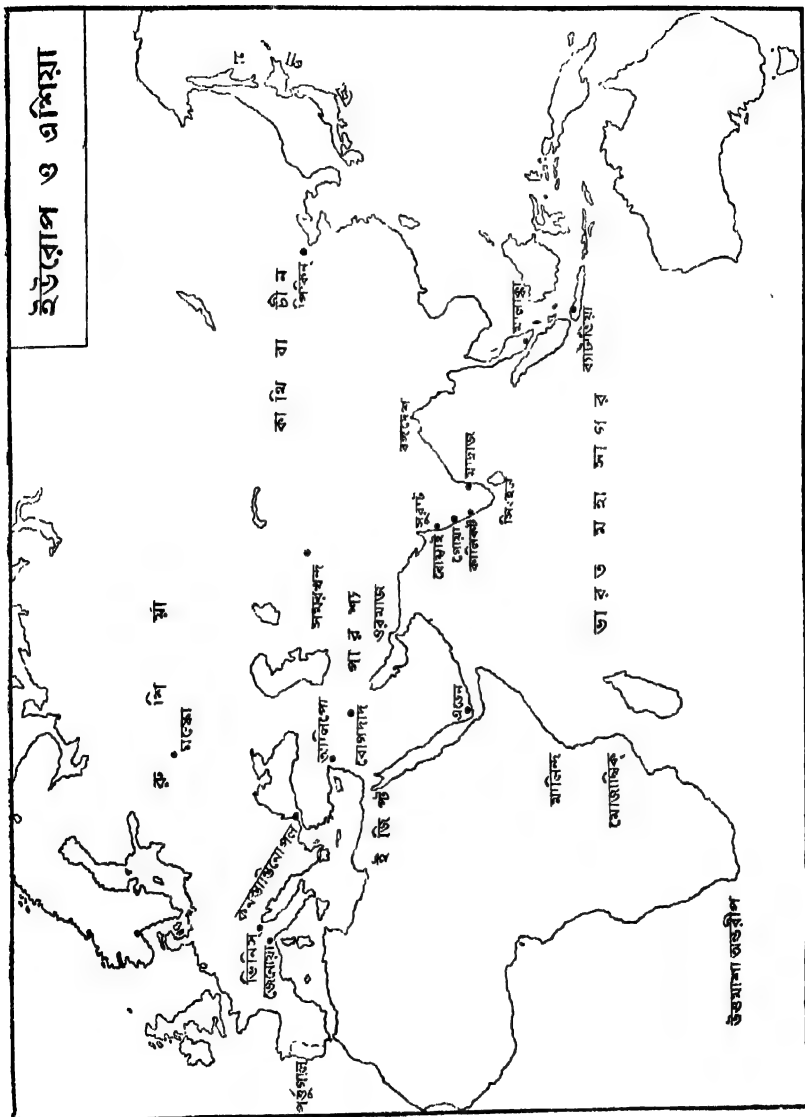 ইউরোপ ও এশিয়া
রু শি য়া
মস্কো
কা থি বা চী ন
পিকিন্
সমরখন্দ
কনস্তান্তিনোপল
ভিনিস্
জেনোয়া
পর্তুগাল
আলিপো
বোগদাদ
পা র শ্য
ওরমাজ
ই জি প্ট
এডেন
সুরাট
বোম্বাই
গোয়া
কালিকট
মাদ্রাজ
সিংহল
বঙ্গদেশ
মালাক্কা
ব্যাটাভিয়া
ভা র ত ম হা সা গ র
মালিন্দ
মোজাম্বিক্
উত্তমাশা অন্তরীপ